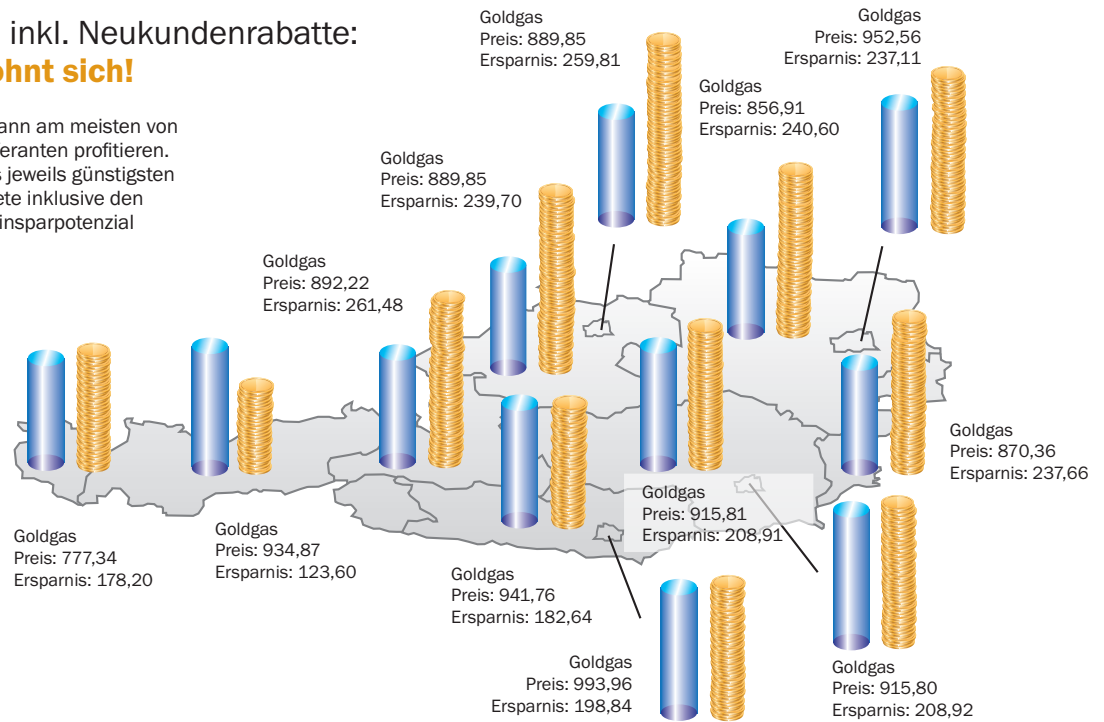 inkl. Neukundenrabatte:
ohnt sich!
ann am meisten von
eranten profitieren.
s jeweils günstigsten
ete inklusive den
insparpotenzial
Goldgas
Preis: 889,85
Ersparnis: 259,81
Goldgas
Preis: 952,56
Ersparnis: 237,11
Goldgas
Preis: 856,91
Ersparnis: 240,60
Goldgas
Preis: 889,85
Ersparnis: 239,70
Goldgas
Preis: 892,22
Ersparnis: 261,48
Goldgas
Preis: 870,36
Ersparnis: 237,66
Goldgas
Preis: 915,81
Ersparnis: 208,91
Goldgas
Preis: 777,34
Ersparnis: 178,20
Goldgas
Preis: 934,87
Ersparnis: 123,60
Goldgas
Preis: 941,76
Ersparnis: 182,64
Goldgas
Preis: 993,96
Ersparnis: 198,84
Goldgas
Preis: 915,80
Ersparnis: 208,92